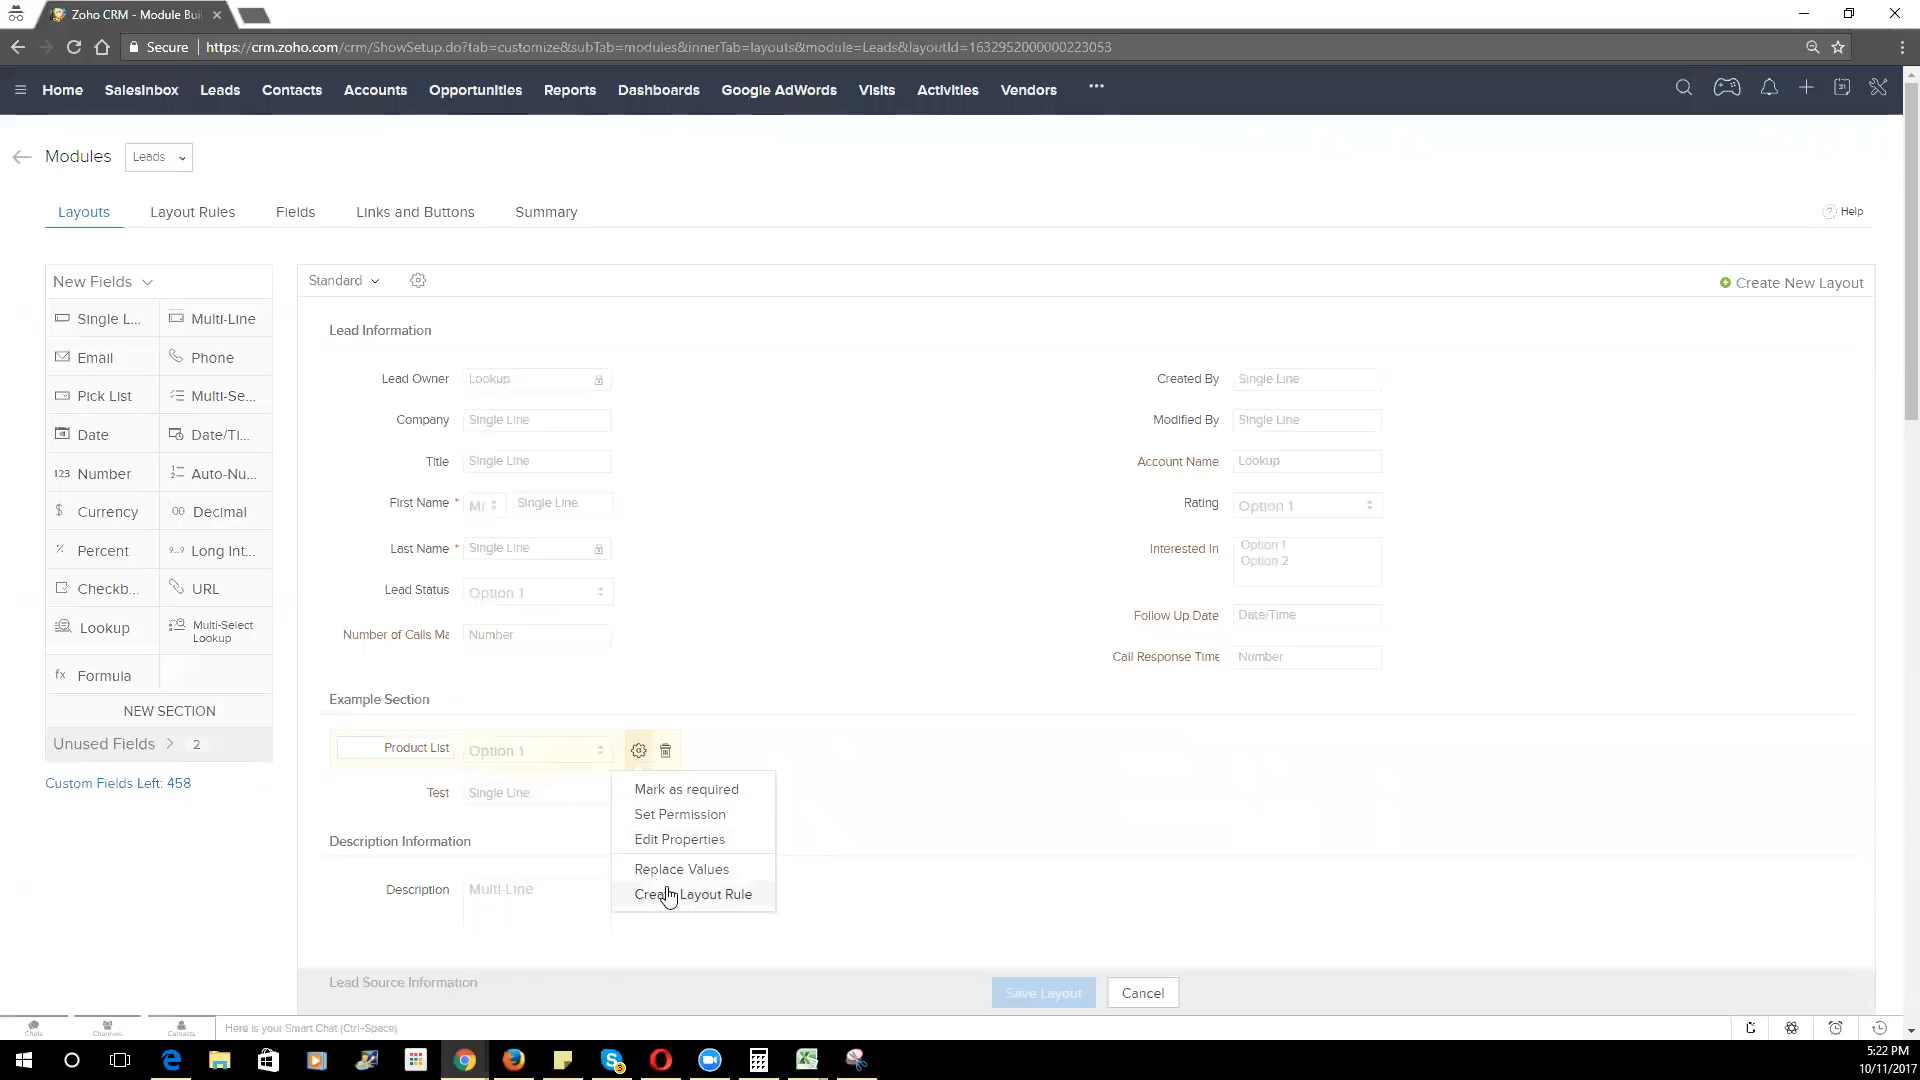 Zoho CRM - Module Bui
Secure https://crm.zoho.com/crm/ShowSetup.do?tab=customize&subTab=modules&innerTab=layouts&module=Leads&layoutId=1632952000000223053
Home SalesInbox Leads Contacts Accounts Opportunities Reports Dashboards Google AdWords Visits Activities Vendors ...
Modules Leads
Layouts Layout Rules Fields Links and Buttons Summary Help
New Fields
Single L... Multi-Line
Email Phone
Pick List Multi-Se...
Date Date/Ti...
123 Number Auto-Nu...
$ Currency .00 Decimal
% Percent 9..9 Long Int...
Checkb... URL
Lookup Multi-Select
Lookup
fx Formula
NEW SECTION
Unused Fields 2
Custom Fields Left: 458
Standard Create New Layout
Lead Information
Lead Owner Lookup Created By Single Line
Company Single Line Modified By Single Line
Title Single Line Account Name Lookup
First Name * Mr Single Line Rating Option 1
Last Name * Single Line Interested In Option 1
Option 2
Lead Status Option 1 Follow Up Date Date/Time
Number of Calls Ma Number Call Response Time Number
Example Section
Product List Option 1
Test Single Line
Mark as required
Set Permission
Edit Properties
Replace Values
Layout Rule
Description Information
Description Multi-Line
Lead Source Information
Save Layout Cancel
Chats Channels Contacts Here is your Smart Chat (Ctrl+Space)
3
5:22 PM
10/11/2017